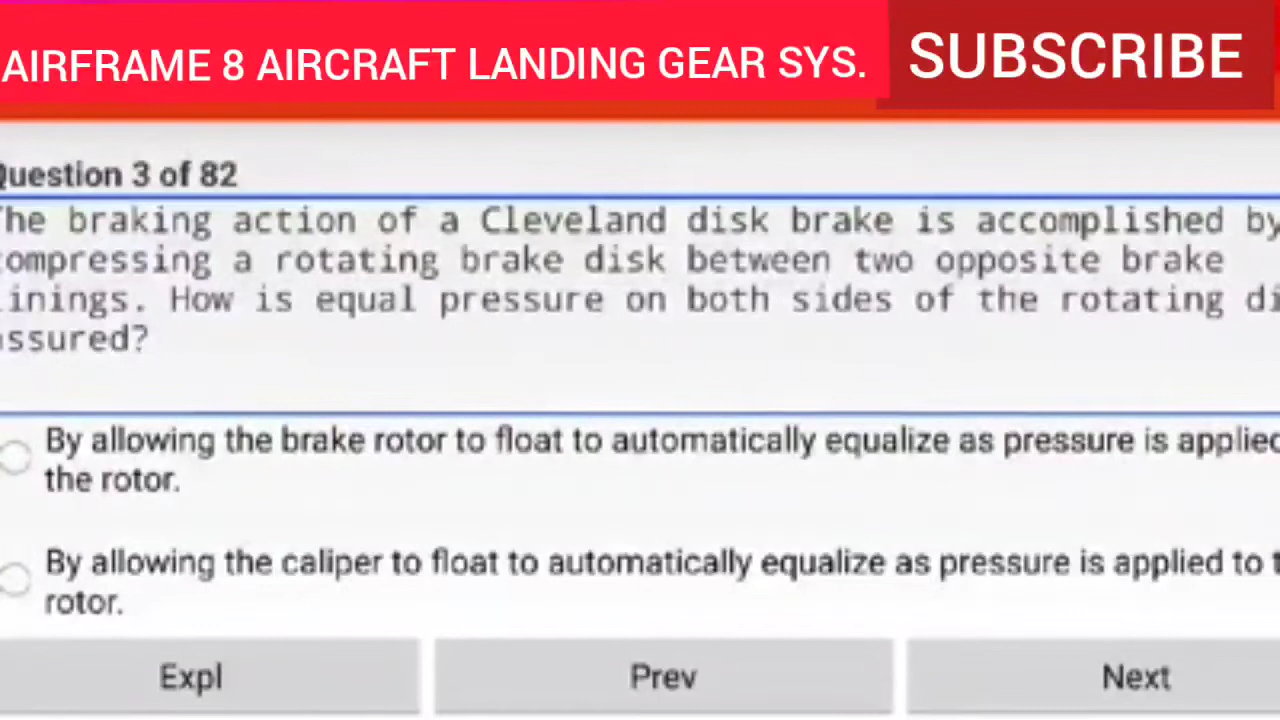 AIRFRAME 8 AIRCRAFT LANDING GEAR SYS.
SUBSCRIBE
Question 3 of 82
The braking action of a Cleveland disk brake is accomplished by
compressing a rotating brake disk between two opposite brake
linings. How is equal pressure on both sides of the rotating di
assured?
By allowing the brake rotor to float to automatically equalize as pressure is applied
the rotor.
By allowing the caliper to float to automatically equalize as pressure is applied to t
rotor.
Expl
Prev
Next